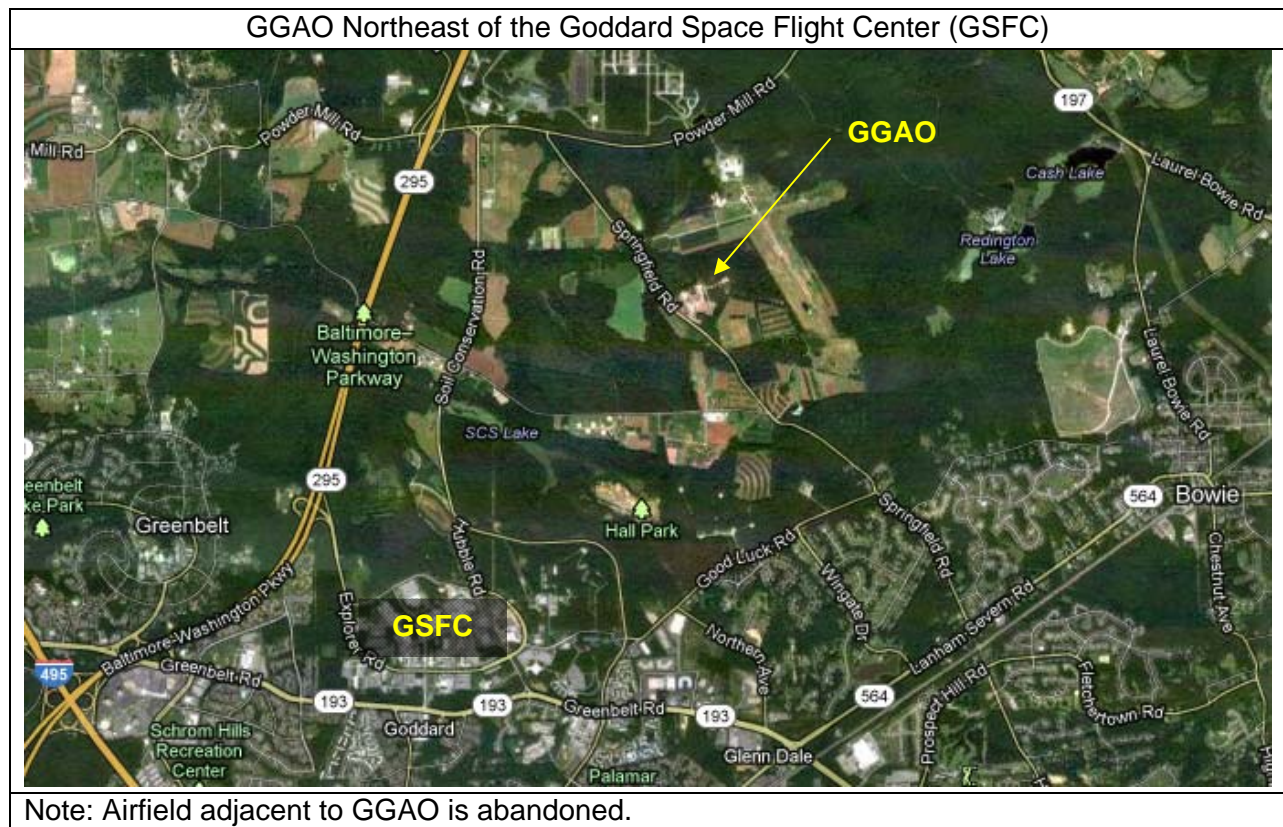 GGAO Northeast of the Goddard Space Flight Center (GSFC)
Powder Mill Rd
Mill Rd
Powder Mill Rd
197
GGAO
Cash Lake
Laurel Bowie Rd
295
Springfield Rd
Redington
Lake
Soil Conservation Rd
Baltimore–
Washington
Parkway
Laurel Bowie Rd
SCS Lake
295
564
Bowie
Greenbelt
Hall Park
Springfield Rd
Hubble Rd
Good Luck Rd
Chestnut Ave
Wingate Dr
Explorer Rd
GSFC
Northern Ave
Lanham Severn Rd
Baltimore-Washington Pkwy
495
Greenbelt Rd
193
193
Greenbelt Rd
193
564
Prospect Hill Rd
Fletchertown Rd
Goddard
Schrom Hills
Recreation
Center
Glenn Dale
Palamar
Note: Airfield adjacent to GGAO is abandoned.